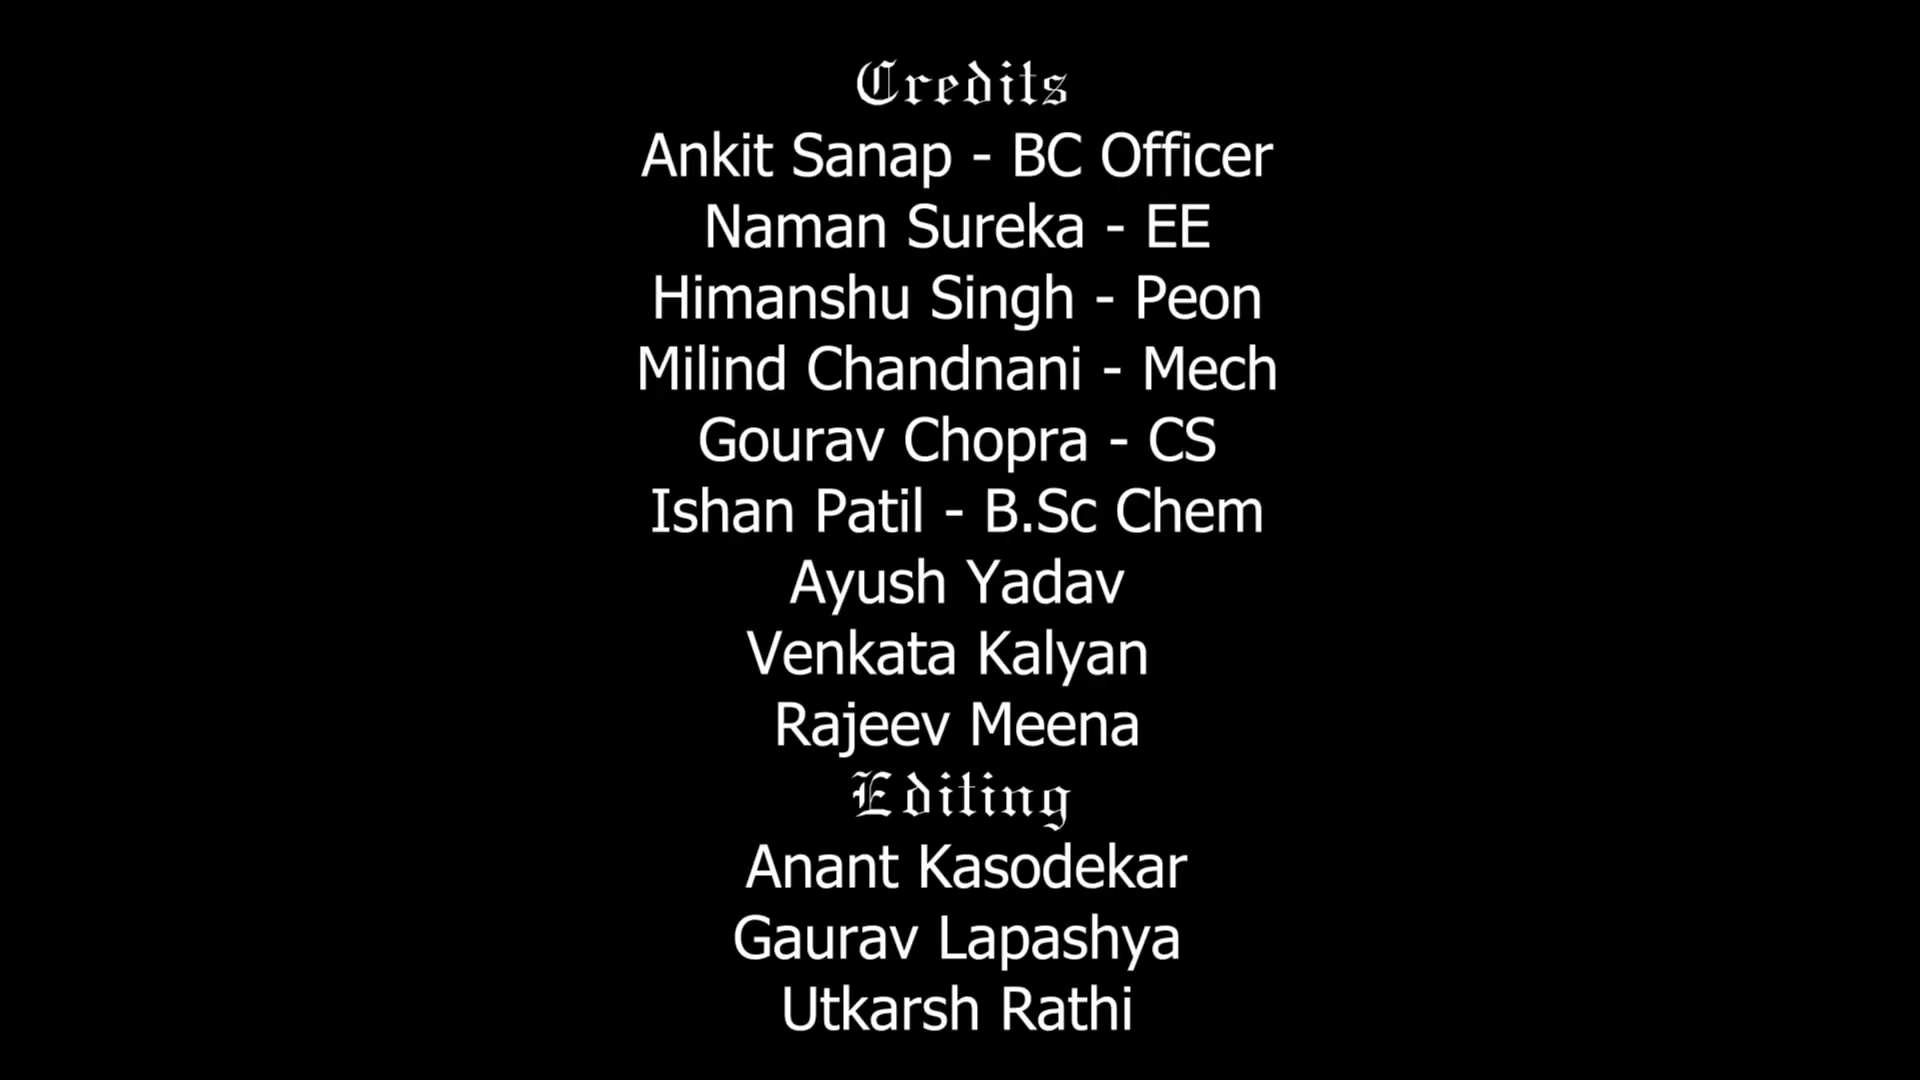 Credits
Ankit Sanap - BC Officer
Naman Sureka - EE
Himanshu Singh - Peon
Milind Chandnani - Mech
Gourav Chopra - CS
Ishan Patil - B.Sc Chem
Ayush Yadav
Venkata Kalyan
Rajeev Meena
Editing
Anant Kasodekar
Gaurav Lapashya
Utkarsh Rathi